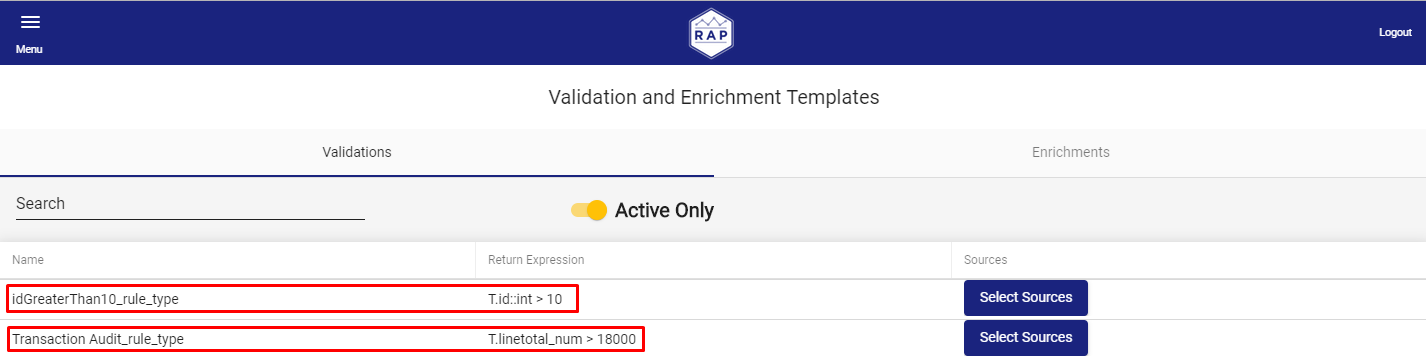 Menu
RAP
Logout
Validation and Enrichment Templates
Validations Enrichments
Search
Active Only
Name Return Expression Sources
idGreaterThan10_rule_type T.id::int > 10 Select Sources
Transaction Audit_rule_type T.linetotal_num > 18000 Select Sources